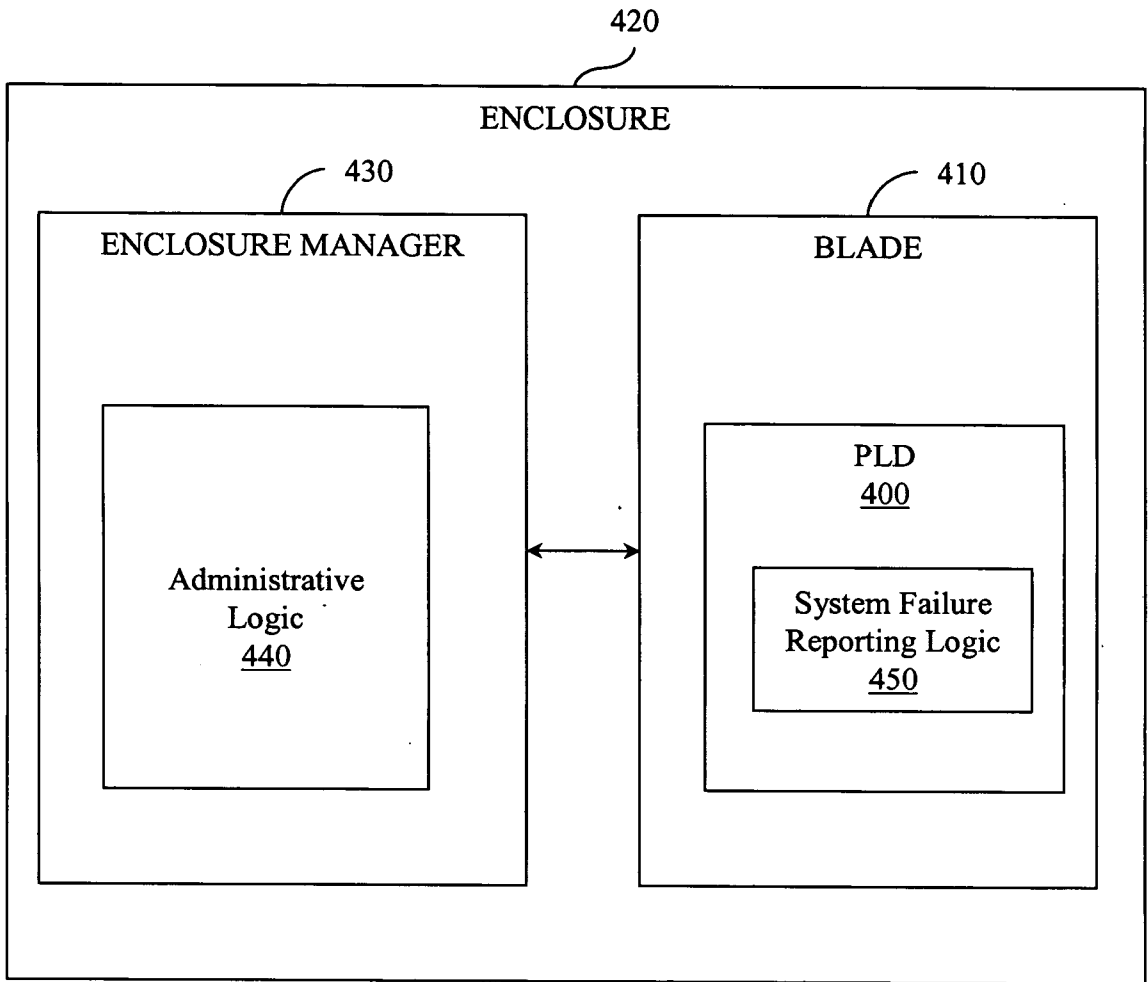 420
ENCLOSURE
430
ENCLOSURE MANAGER
Administrative
Logic
440
410
BLADE
PLD
400
System Failure
Reporting Logic
450